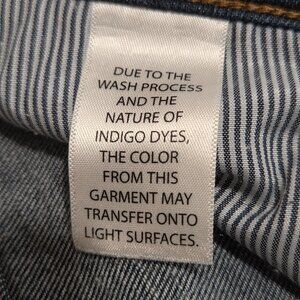 DUE TO THE
WASH PROCESS
AND THE
NATURE OF
INDIGO DYES,
THE COLOR
FROM THIS
GARMENT MAY
TRANSFER ONTO
LIGHT SURFACES.